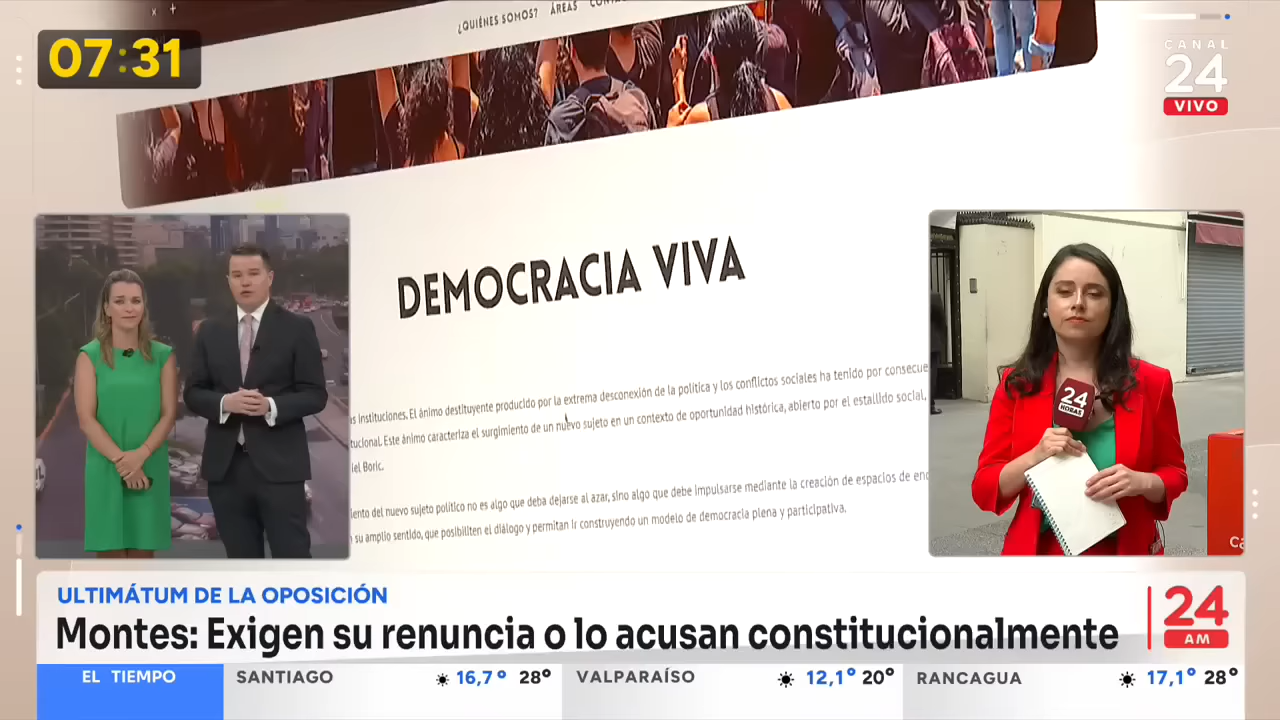 07:31
¿QUIÉNES SOMOS? ÁREAS
CANAL
24
VIVO
DEMOCRACIA VIVA
instituciones. El ánimo destituyente producido por la extrema desconexión de la política y los conflictos sociales ha tenido por
Este ánimo caracteriza el surgimiento de un nuevo sujeto en un contexto de oportunidad histórica, abierto por el estallido social,
Boric.
del nuevo sujeto político no es algo que deba dejarse al azar, sino algo que debe impulsarse mediante la creación de espacios de
su amplio sentido, que posibiliten el diálogo y permitan ir construyendo un modelo de democracia plena y participativa.
24
HORAS
ULTIMÁTUM DE LA OPOSICIÓN
Montes: Exigen su renuncia o lo acusan constitucionalmente
24
AM
EL TIEMPO SANTIAGO 16,7° 28° VALPARAÍSO 12,1° 20° RANCAGUA 17,1° 28°